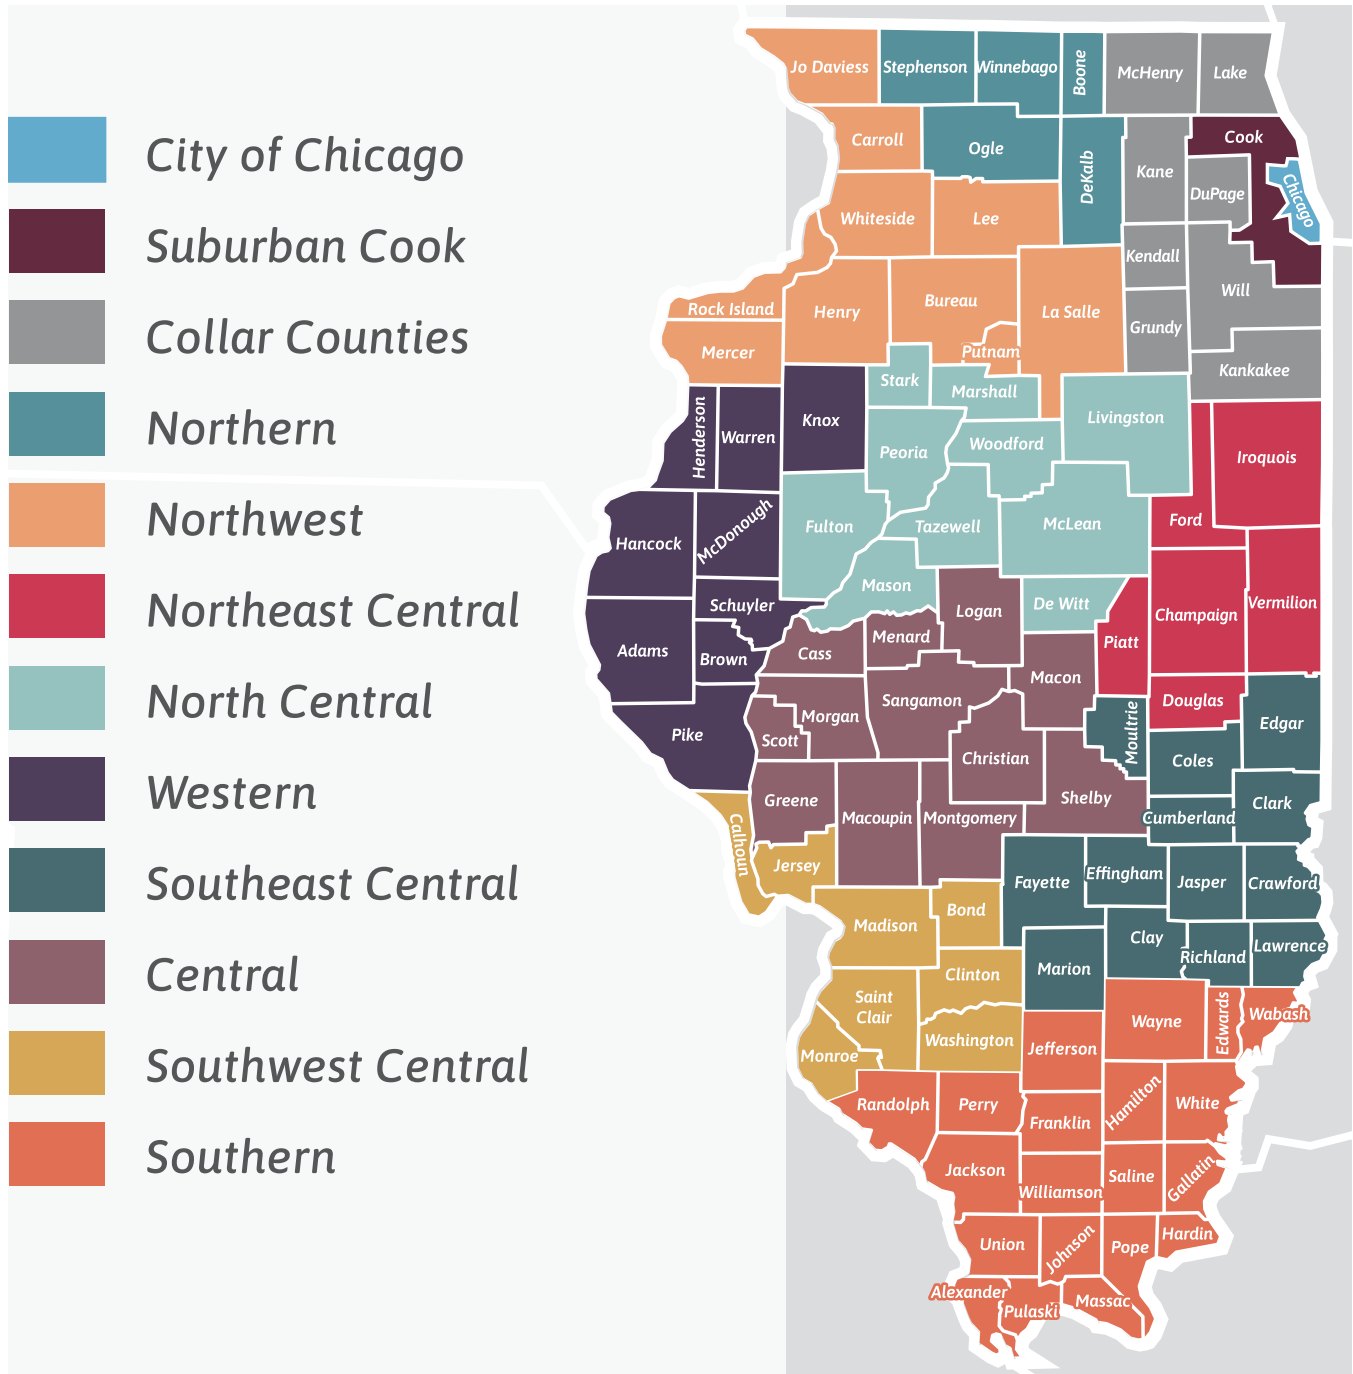 City of Chicago
Suburban Cook
Collar Counties
Northern
Northwest
Northeast Central
North Central
Western
Southeast Central
Central
Southwest Central
Southern
Jo Daviess
Stephenson
Winnebago
Boone
McHenry
Lake
Carroll
Ogle
DeKalb
Kane
Cook
DuPage
Chicago
Whiteside
Lee
Kendall
Will
Rock Island
Henry
Bureau
La Salle
Grundy
Mercer
Putnam
Kankakee
Stark
Marshall
Henderson
Warren
Knox
Peoria
Woodford
Livingston
Iroquois
Hancock
McDonough
Fulton
Tazewell
McLean
Ford
Schuyler
Mason
Logan
De Witt
Champaign
Vermilion
Adams
Brown
Cass
Menard
Piatt
Macon
Pike
Scott
Morgan
Sangamon
Christian
Moultrie
Douglas
Edgar
Coles
Greene
Macoupin
Montgomery
Shelby
Cumberland
Clark
Calhoun
Jersey
Fayette
Effingham
Jasper
Crawford
Madison
Bond
Clay
Richland
Lawrence
Marion
Clinton
Saint
Clair
Washington
Monroe
Wayne
Edwards
Wabash
Jefferson
Randolph
Perry
Franklin
Hamilton
White
Jackson
Williamson
Saline
Gallatin
Union
Johnson
Pope
Hardin
Alexander
Pulaski
Massac